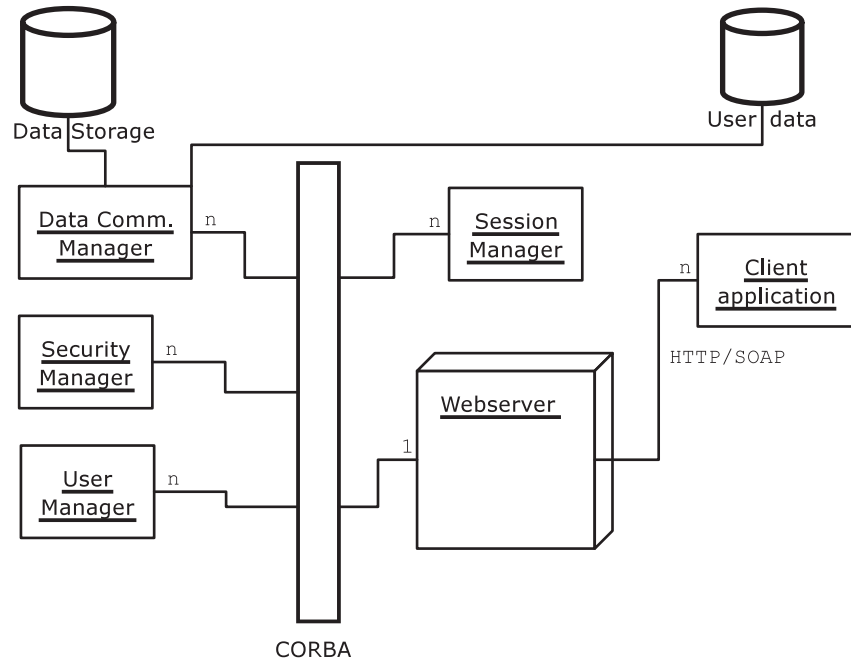 Data Storage
User data
Data Comm.
Manager
n
n
Session
Manager
n
Client
application
Security
Manager
n
HTTP/SOAP
Webserver
1
User
Manager
n
CORBA